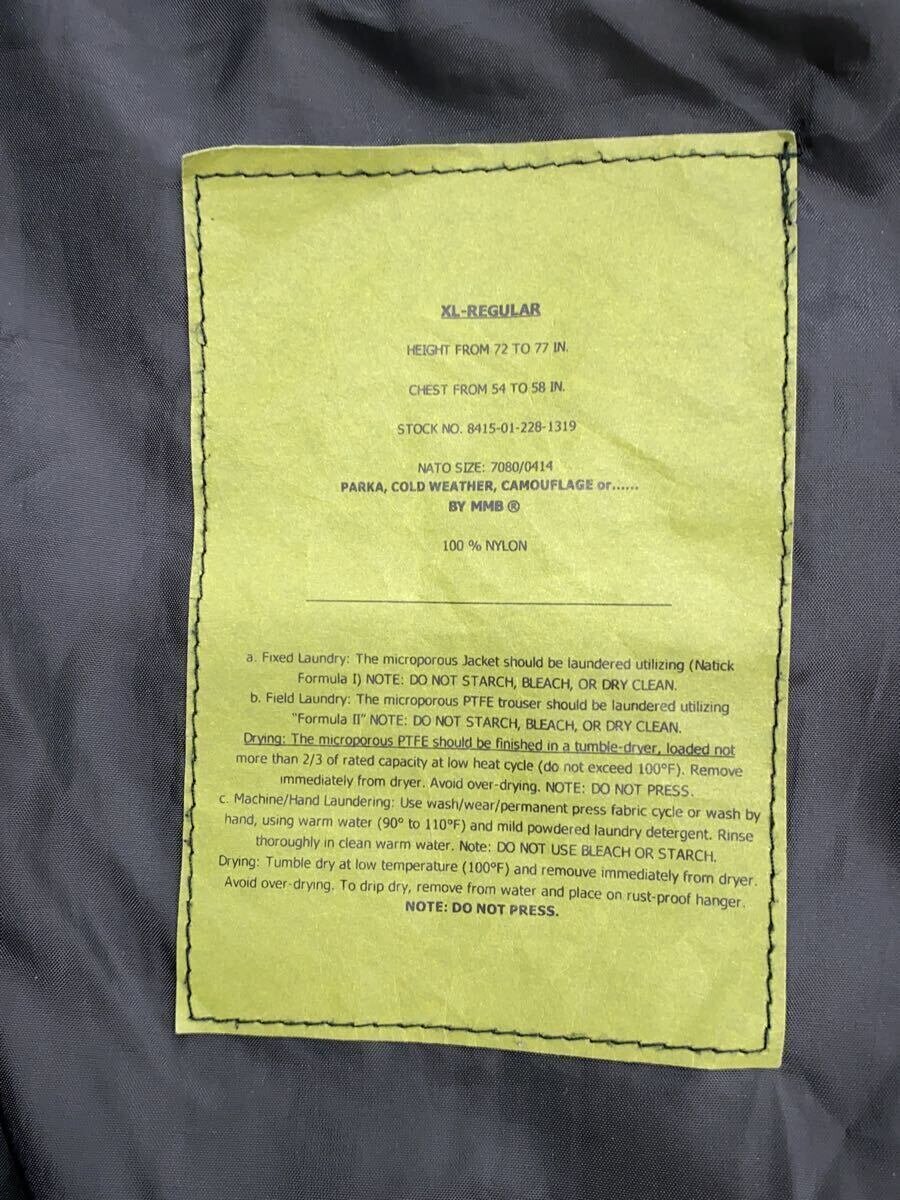 XL-REGULAR
HEIGHT FROM 72 TO 77 IN.
CHEST FROM 54 TO 58 IN.
STOCK NO. 8415-01-228-1319
NATO SIZE: 7080/0414
PARKA, COLD WEATHER, CAMOUFLAGE or......
BY MMB ®
100 % NYLON
a. Fixed Laundry: The microporous Jacket should be laundered utilizing (Natick
Formula I) NOTE: DO NOT STARCH, BLEACH, OR DRY CLEAN.
b. Field Laundry: The microporous PTFE trouser should be laundered utilizing
"Formula II" NOTE: DO NOT STARCH, BLEACH, OR DRY CLEAN.
Drying: The microporous PTFE should be finished in a tumble-dryer, loaded not
more than 2/3 of rated capacity at low heat cycle (do not exceed 100°F). Remove
immediately from dryer. Avoid over-drying. NOTE: DO NOT PRESS.
c. Machine/Hand Laundering: Use wash/wear/permanent press fabric cycle or wash by
hand, using warm water (90° to 110°F) and mild powdered laundry detergent. Rinse
thoroughly in clean warm water. Note: DO NOT USE BLEACH OR STARCH.
Drying: Tumble dry at low temperature (100°F) and remouve immediately from dryer.
Avoid over-drying. To drip dry, remove from water and place on rust-proof hanger.
NOTE: DO NOT PRESS.